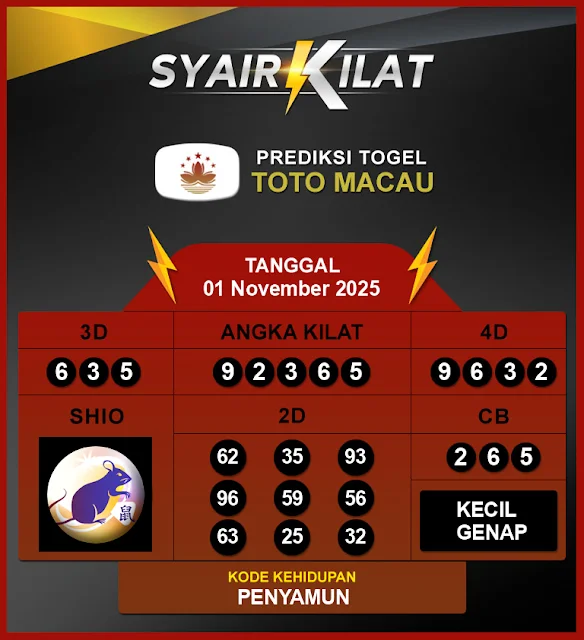 SYAIR KILAT
PREDIKSI TOGEL
TOTO MACAU
TANGGAL
01 November 2025
3D
ANGKA KILAT
4D
6 3 5
9 2 3 6 5
9 6 3 2
SHIO
2D
CB
鼠
62 35 93
96 59 56
63 25 32
2 6 5
KECIL
GENAP
KODE KEHIDUPAN
PENYAMUN